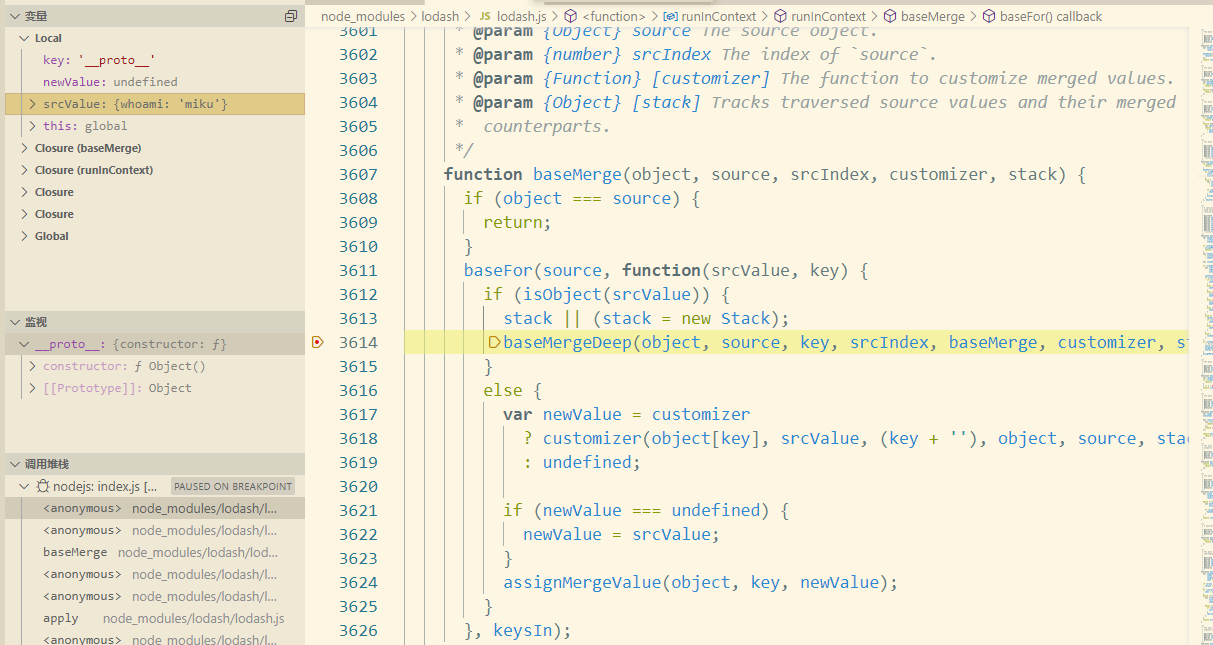 变量
Local
key: '__proto__'
newValue: undefined
srcValue: {whoami: 'miku'}
this: global
Closure (baseMerge)
Closure (runInContext)
Closure
Closure
Global
监视
__proto__: {constructor: ƒ}
constructor: ƒ Object()
[[Prototype]]: Object
调用堆栈
nodejs: index.js [... PAUSED ON BREAKPOINT
<anonymous> node_modules/lodash/l...
<anonymous> node_modules/lodash/l...
baseMerge node_modules/lodash/lod...
<anonymous> node_modules/lodash/l...
<anonymous> node_modules/lodash/l...
apply node_modules/lodash/lodash.js
<anonymous> node_modules/lodash/l...
node_modules > lodash > JS lodash.js > <function> > runInContext > runInContext > baseMerge > baseFor() callback
3601 * @param {Object} source The source object.
3602 * @param {number} srcIndex The index of `source`.
3603 * @param {Function} [customizer] The function to customize merged values.
3604 * @param {Object} [stack] Tracks traversed source values and their merged
3605 *  counterparts.
3606 */
3607 function baseMerge(object, source, srcIndex, customizer, stack) {
3608 if (object === source) {
3609 return;
3610 }
3611 baseFor(source, function(srcValue, key) {
3612 if (isObject(srcValue)) {
3613 stack || (stack = new Stack);
3614 baseMergeDeep(object, source, key, srcIndex, baseMerge, customizer, st
3615 }
3616 else {
3617 var newValue = customizer
3618 ? customizer(object[key], srcValue, (key + ''), object, source, stac
3619 : undefined;
3620
3621 if (newValue === undefined) {
3622 newValue = srcValue;
3623 }
3624 assignMergeValue(object, key, newValue);
3625 }
3626 }, keysIn);